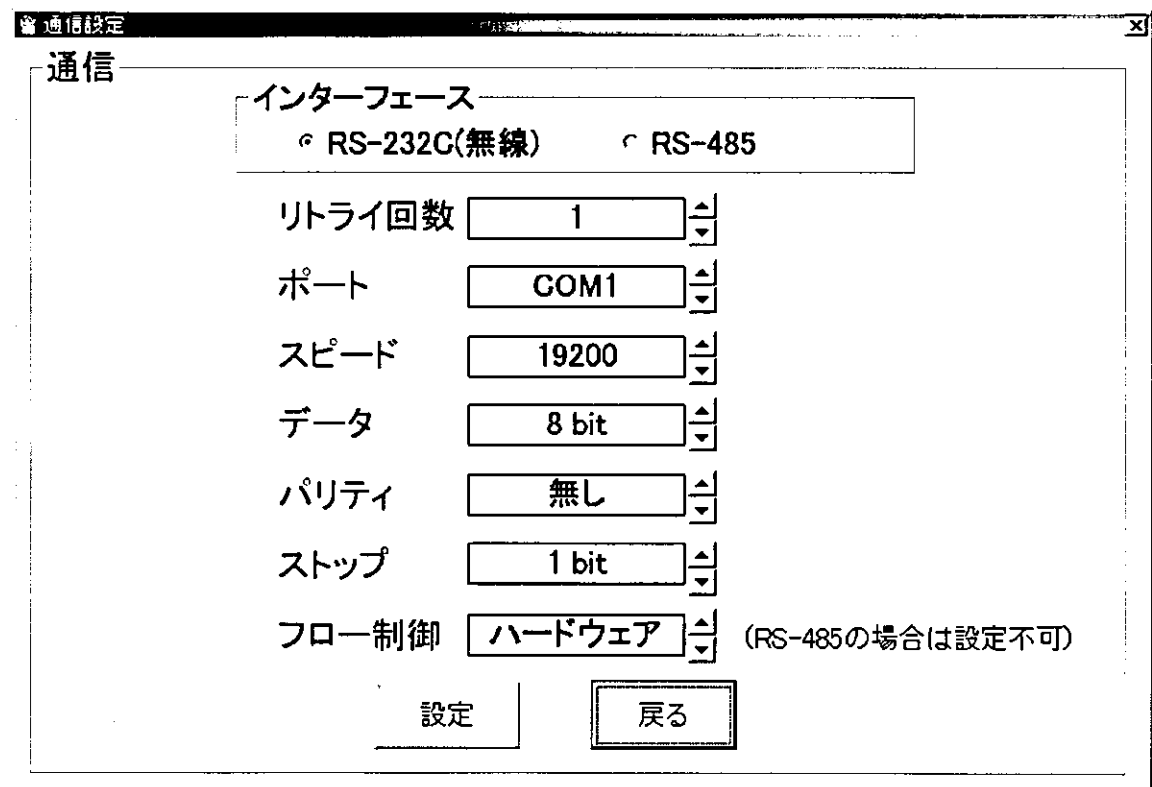 通信設定
通信
インターフェース
RS-232C(無線) RS-485
リトライ回数 1
ポート COM1
スピード 19200
データ 8 bit
パリティ 無し
ストップ 1 bit
フロー制御 ハードウェア (RS-485の場合は設定不可)
設定 戻る